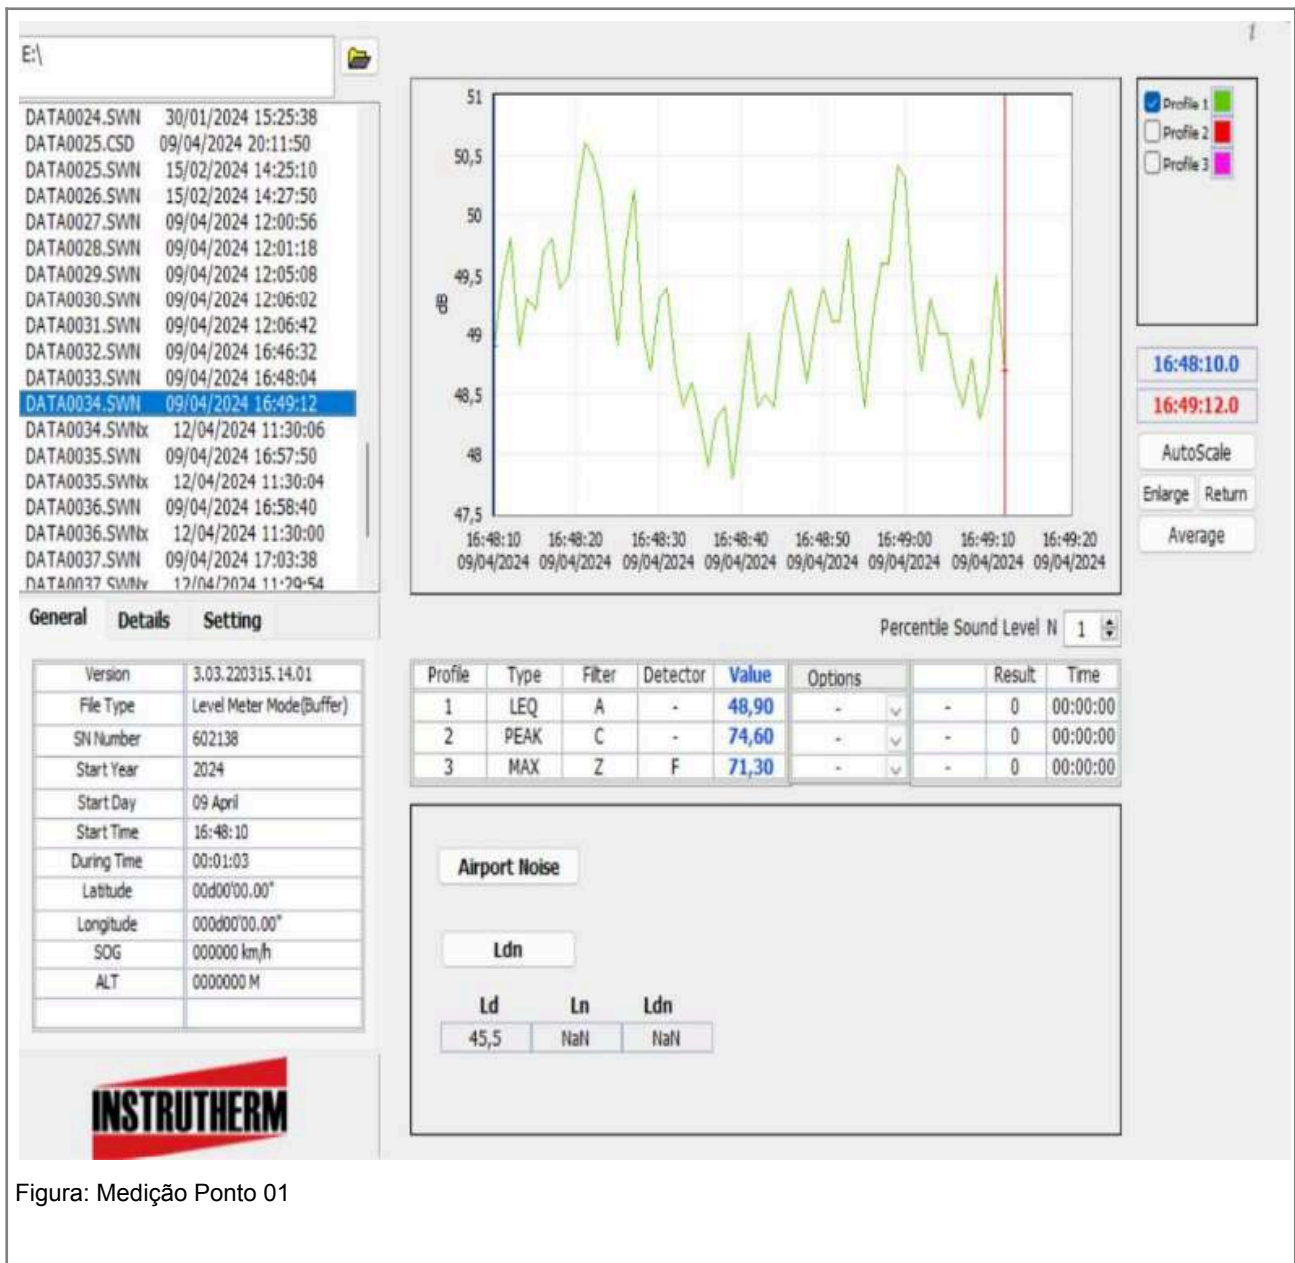 E:\
DATA0024.SWN 30/01/2024 15:25:38
DATA0025.CSD 09/04/2024 20:11:50
DATA0025.SWN 15/02/2024 14:25:10
DATA0026.SWN 15/02/2024 14:27:50
DATA0027.SWN 09/04/2024 12:00:56
DATA0028.SWN 09/04/2024 12:01:18
DATA0029.SWN 09/04/2024 12:05:08
DATA0030.SWN 09/04/2024 12:06:02
DATA0031.SWN 09/04/2024 12:06:42
DATA0032.SWN 09/04/2024 16:46:32
DATA0033.SWN 09/04/2024 16:48:04
DATA0034.SWN 09/04/2024 16:49:12
DATA0034.SWNx 12/04/2024 11:30:06
DATA0035.SWN 09/04/2024 16:57:50
DATA0035.SWNx 12/04/2024 11:30:04
DATA0036.SWN 09/04/2024 16:58:40
DATA0036.SWNx 12/04/2024 11:30:00
DATA0037.SWN 09/04/2024 17:03:38
DATA0037.SWNx 12/04/2024 11:29:54
General Details Setting
Version 3.03.220315.14.01
File Type Level Meter Mode(Buffer)
SN Number 602138
Start Year 2024
Start Day 09 April
Start Time 16:48:10
During Time 00:01:03
Latitude 00d00'00.00"
Longitude 000d00'00.00"
SOG 000000 km/h
ALT 0000000 M
INSTRUTHERM
51
50,5
50
49,5
49
48,5
48
47,5
dB
16:48:10 16:48:20 16:48:30 16:48:40 16:48:50 16:49:00 16:49:10 16:49:20
09/04/2024 09/04/2024 09/04/2024 09/04/2024 09/04/2024 09/04/2024 09/04/2024 09/04/2024
Profile 1
Profile 2
Profile 3
16:48:10.0
16:49:12.0
AutoScale
Enlarge Return
Average
Percentile Sound Level N 1
Profile Type Filter Detector Value Options Result Time
1 LEQ A - 48,90 - - 0 00:00:00
2 PEAK C - 74,60 - - 0 00:00:00
3 MAX Z F 71,30 - - 0 00:00:00
Airport Noise
Ldn
Ld Ln Ldn
45,5 NaN NaN
Figura: Medição Ponto 01